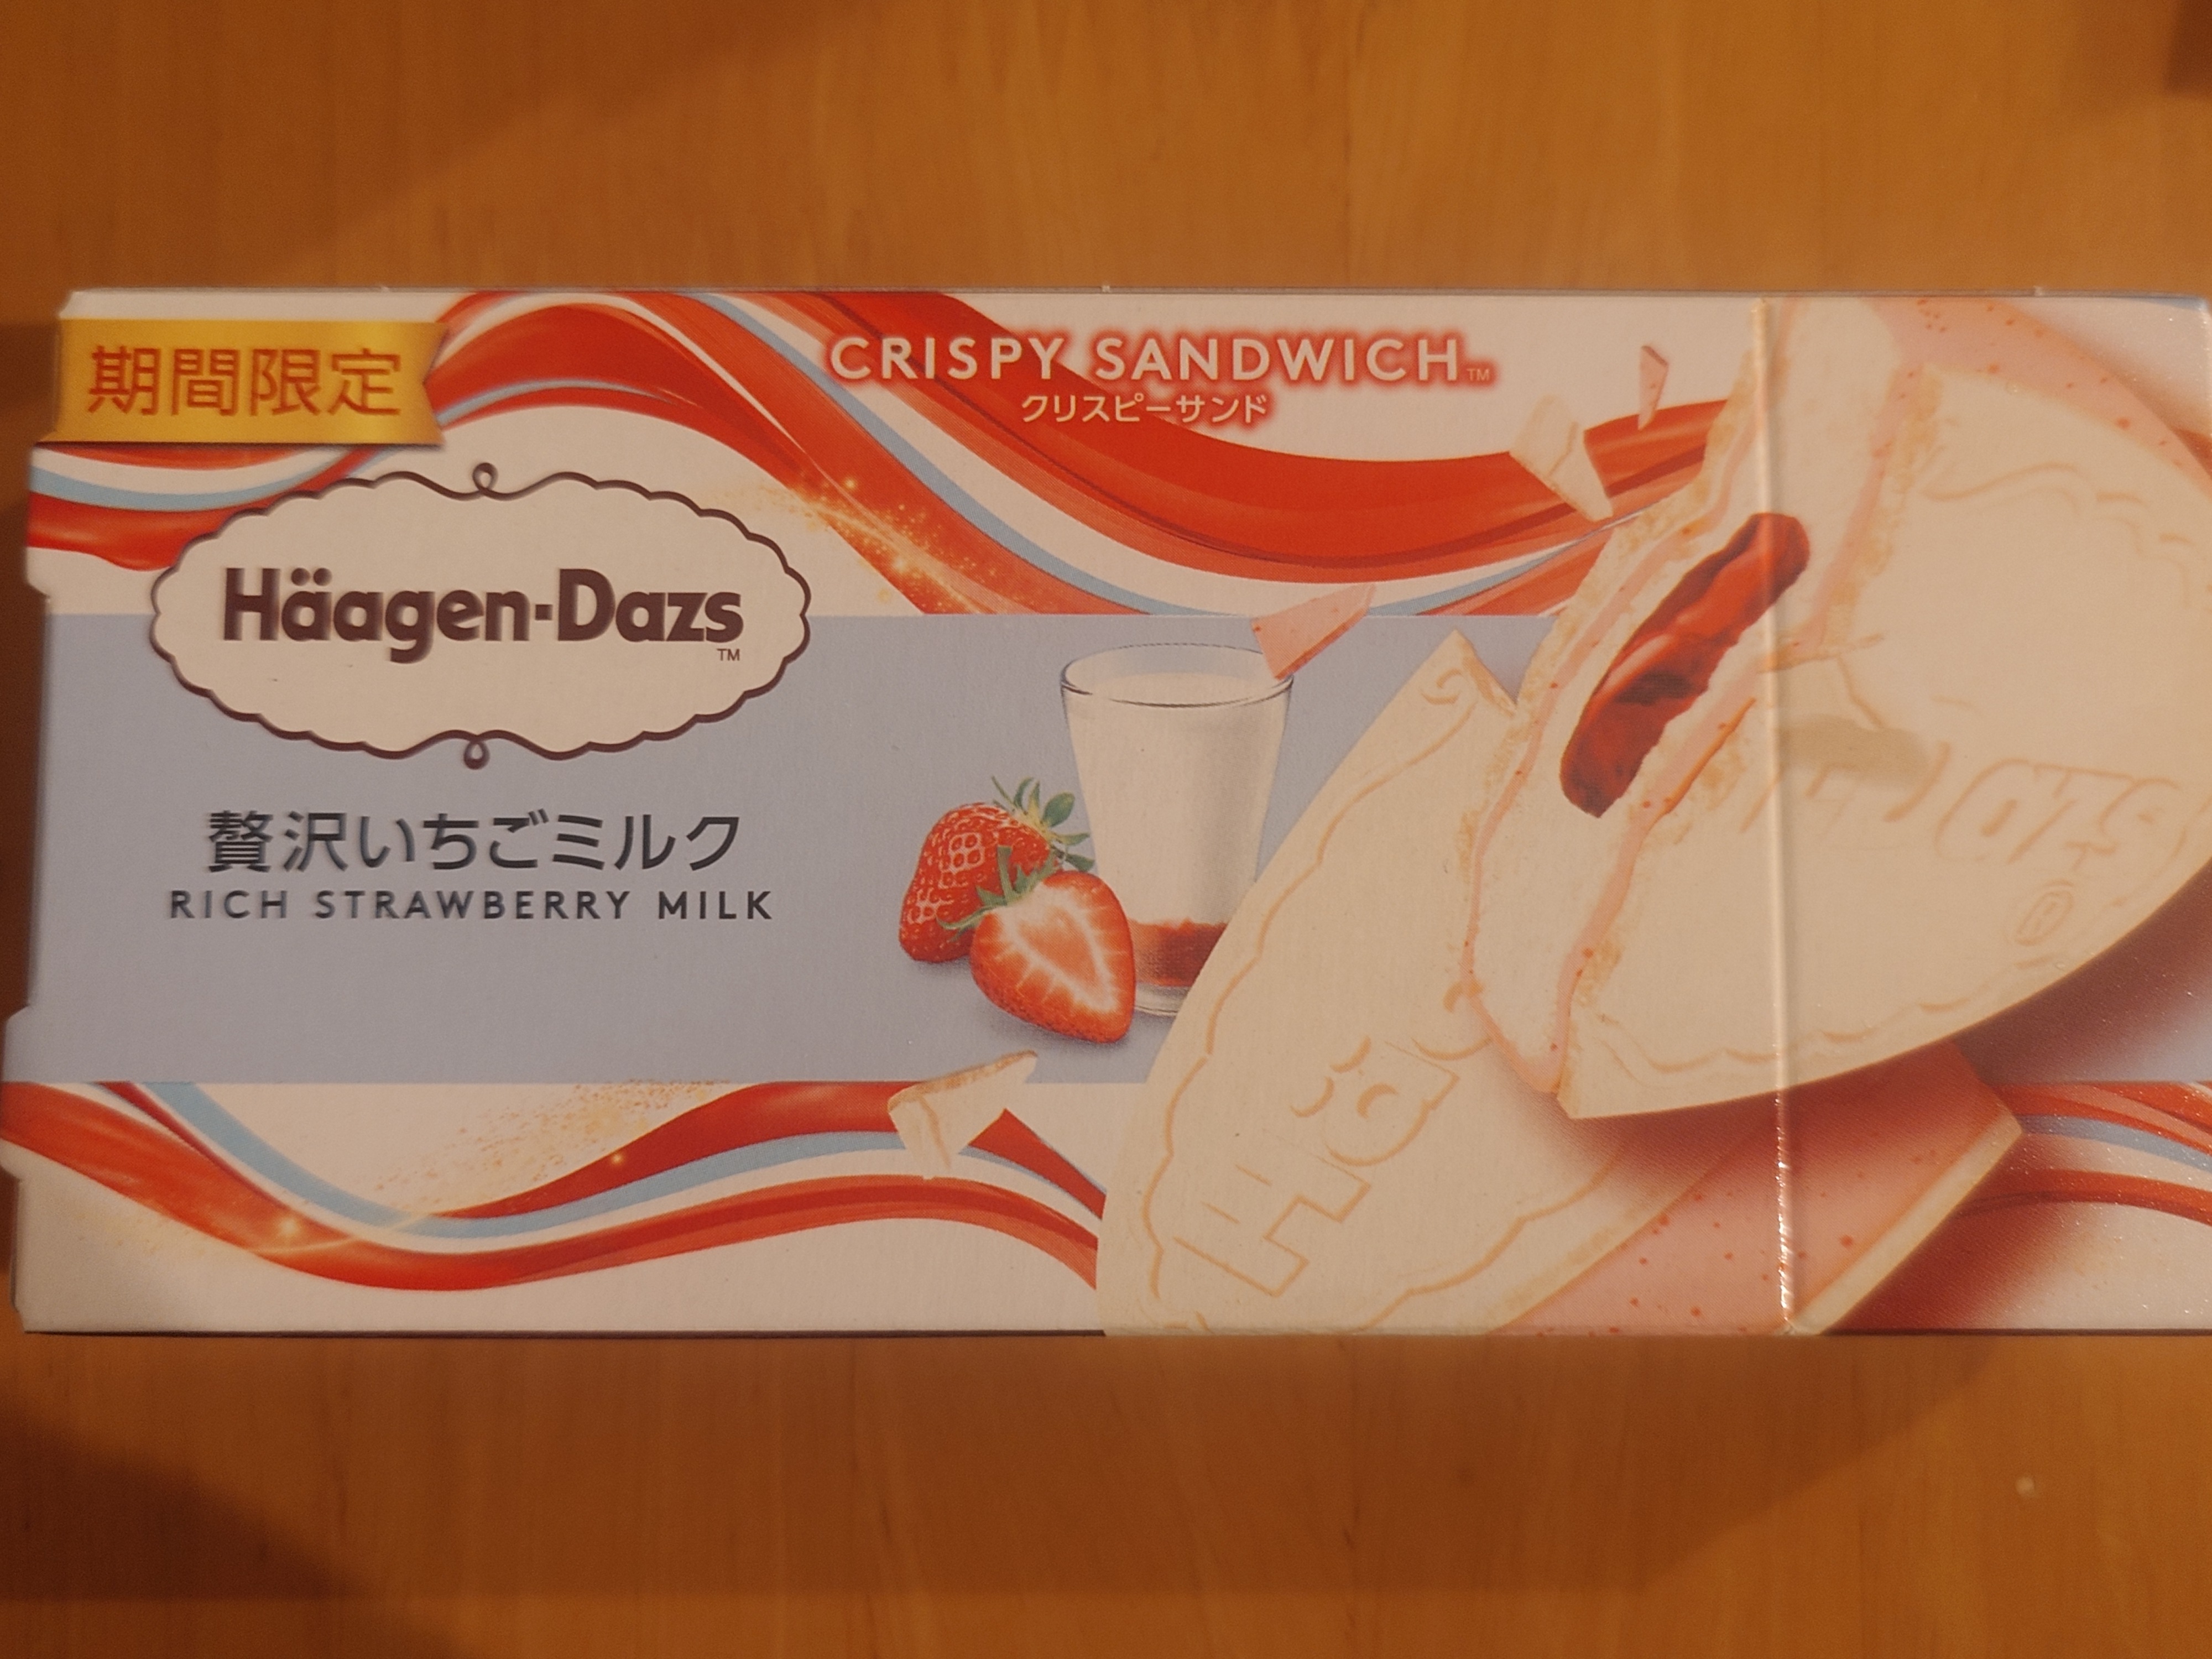 期間限定
CRISPY SANDWICH™
クリスピーサンド
Häagen-Dazs™
贅沢いちごミルク
RICH STRAWBERRY MILK